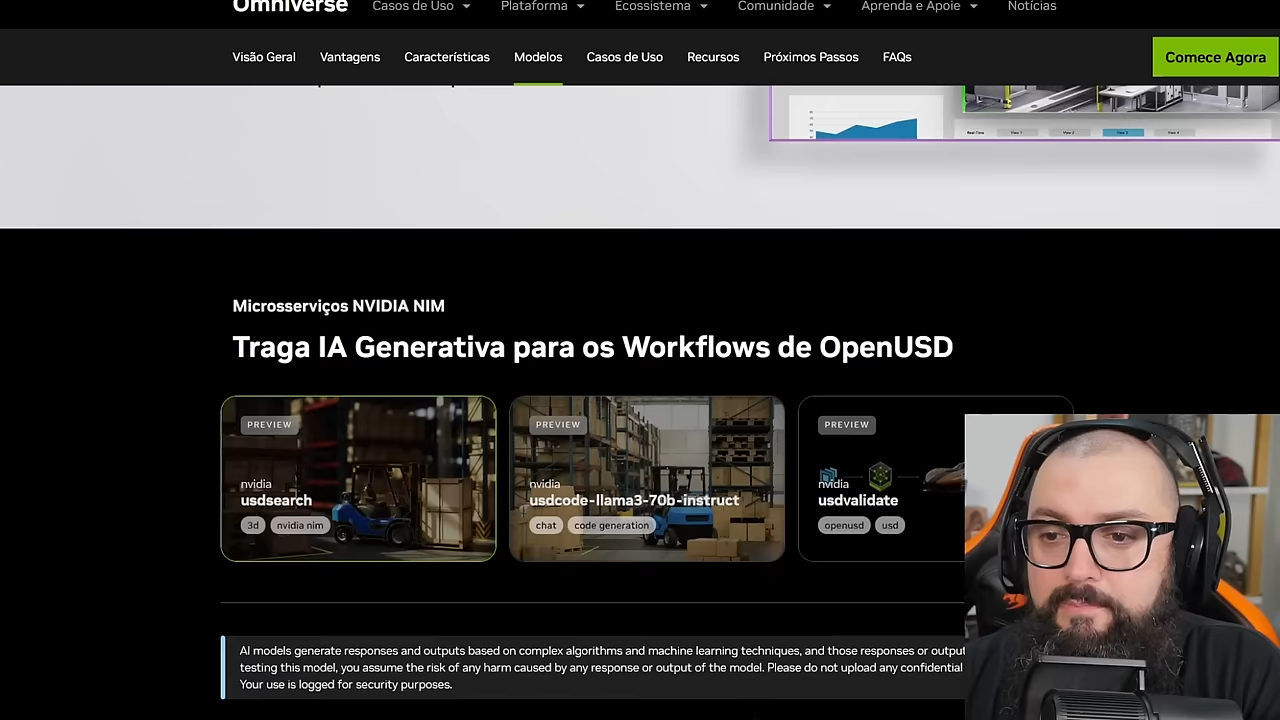 Omniverse
Casos de Uso
Plataforma
Ecossistema
Comunidade
Aprenda e Apoie
Notícias
Visão Geral
Vantagens
Características
Modelos
Casos de Uso
Recursos
Próximos Passos
FAQs
Comece Agora
Microsserviços NVIDIA NIM
Traga IA Generativa para os Workflows de OpenUSD
PREVIEW
nvidia
usdsearch
3d
nvidia nim
PREVIEW
nvidia
usdcode-llama3-70b-instruct
chat
code generation
PREVIEW
nvidia
usdvalidate
openusd
usd
AI models generate responses and outputs based on complex algorithms and machine learning techniques, and those responses or output
testing this model, you assume the risk of any harm caused by any response or output of the model. Please do not upload any confidential
Your use is logged for security purposes.